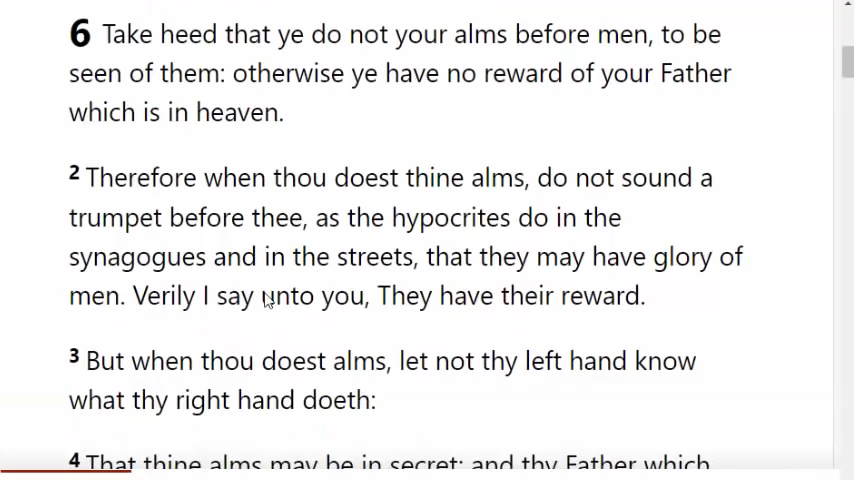 6 Take heed that ye do not your alms before men, to be
seen of them: otherwise ye have no reward of your Father
which is in heaven.
2 Therefore when thou doest thine alms, do not sound a
trumpet before thee, as the hypocrites do in the
synagogues and in the streets, that they may have glory of
men. Verily I say unto you, They have their reward.
3 But when thou doest alms, let not thy left hand know
what thy right hand doeth:
4 That thine alms may be in secret: and thy Father which